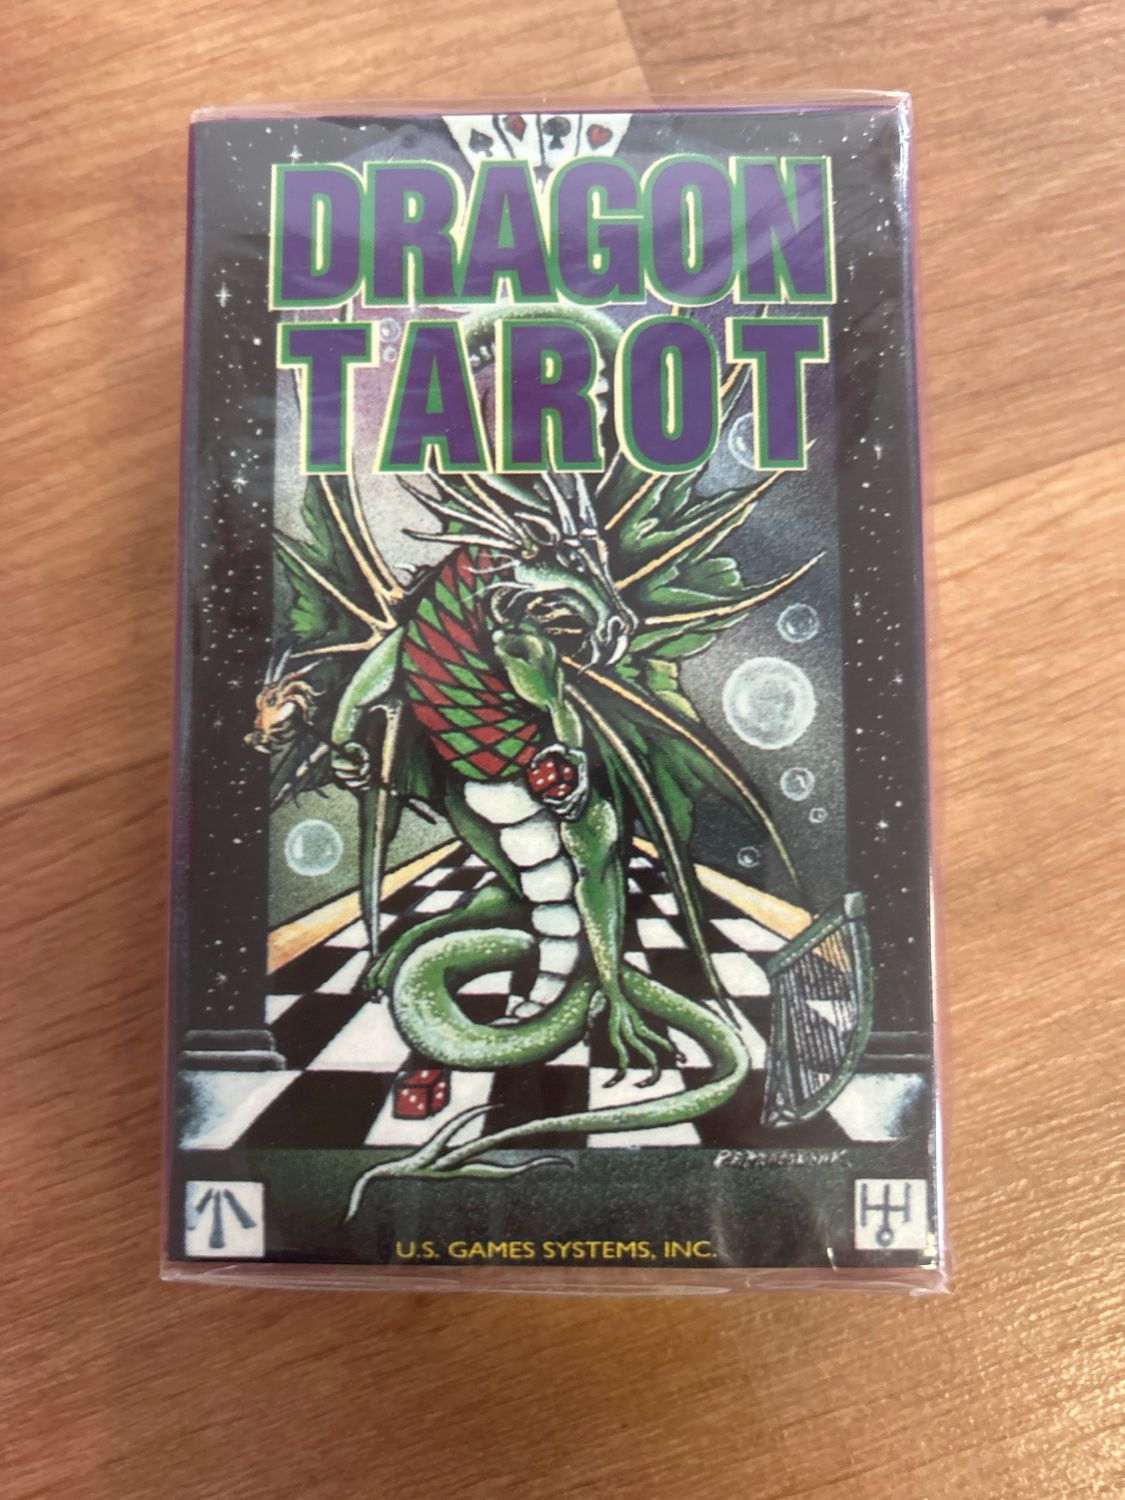 DRAGON
TAROT
U.S. GAMES SYSTEMS, INC.